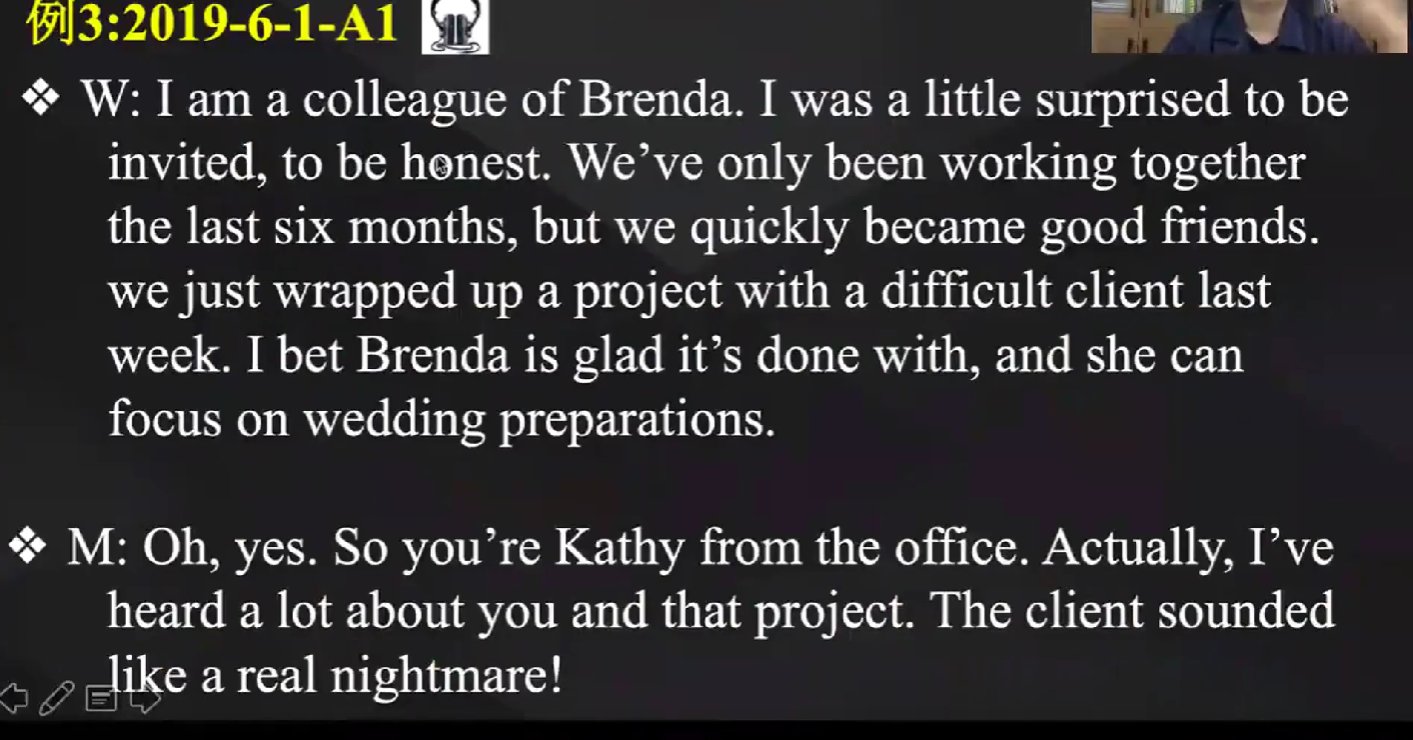 例3:2019-6-1-A1
❖ W: I am a colleague of Brenda. I was a little surprised to be
invited, to be honest. We’ve only been working together
the last six months, but we quickly became good friends.
we just wrapped up a project with a difficult client last
week. I bet Brenda is glad it’s done with, and she can
focus on wedding preparations.
❖ M: Oh, yes. So you’re Kathy from the office. Actually, I’ve
heard a lot about you and that project. The client sounded
like a real nightmare!